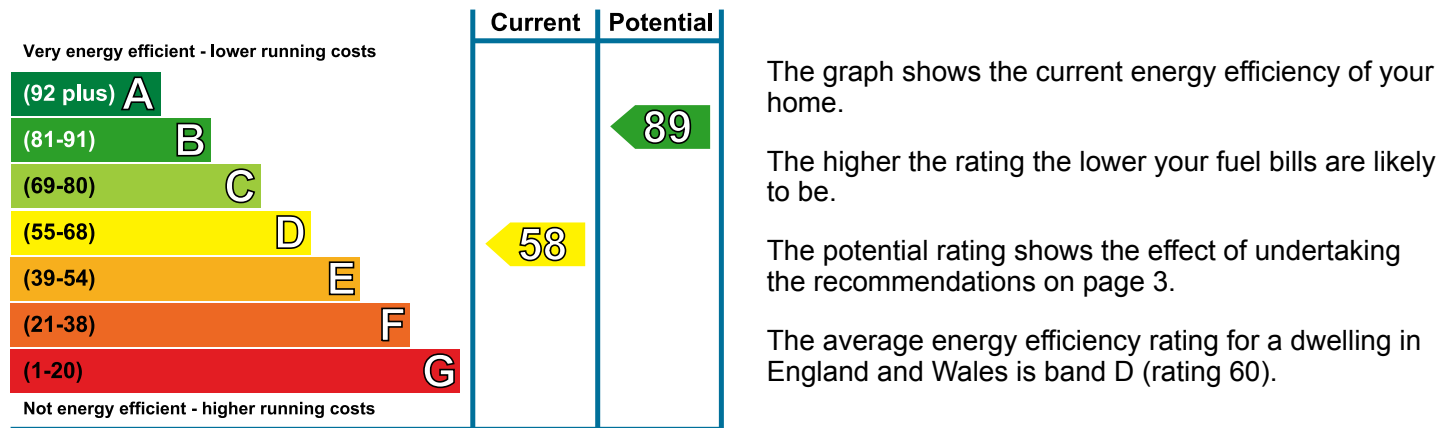 Current Potential
Very energy efficient - lower running costs
(92 plus) A
(81-91) B
89
(69-80) C
(55-68) D
58
(39-54) E
(21-38) F
(1-20) G
Not energy efficient - higher running costs
The graph shows the current energy efficiency of your
home.
The higher the rating the lower your fuel bills are likely
to be.
The potential rating shows the effect of undertaking
the recommendations on page 3.
The average energy efficiency rating for a dwelling in
England and Wales is band D (rating 60).